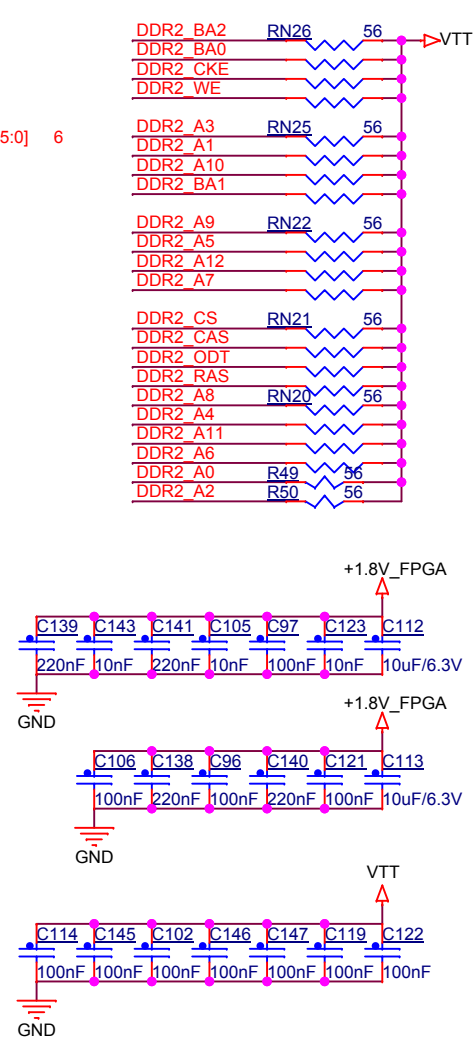 DDR2_BA2 RN26 56 VTT
DDR2_BA0
DDR2_CKE
DDR2_WE
DDR2_A3 RN25 56
5:0] 6
DDR2_A1
DDR2_A10
DDR2_BA1
DDR2_A9 RN22 56
DDR2_A5
DDR2_A12
DDR2_A7
DDR2_CS RN21 56
DDR2_CAS
DDR2_ODT
DDR2_RAS
DDR2_A8 RN20 56
DDR2_A4
DDR2_A11
DDR2_A6
DDR2_A0 R49 56
DDR2_A2 R50 56
+1.8V_FPGA
C139 C143 C141 C105 C97 C123 C112
220nF 10nF 220nF 10nF 100nF 10nF 10uF/6.3V
GND
+1.8V_FPGA
C106 C138 C96 C140 C121 C113
100nF 220nF 100nF 220nF 100nF 10uF/6.3V
GND
VTT
C114 C145 C102 C146 C147 C119 C122
100nF 100nF 100nF 100nF 100nF 100nF 100nF
GND